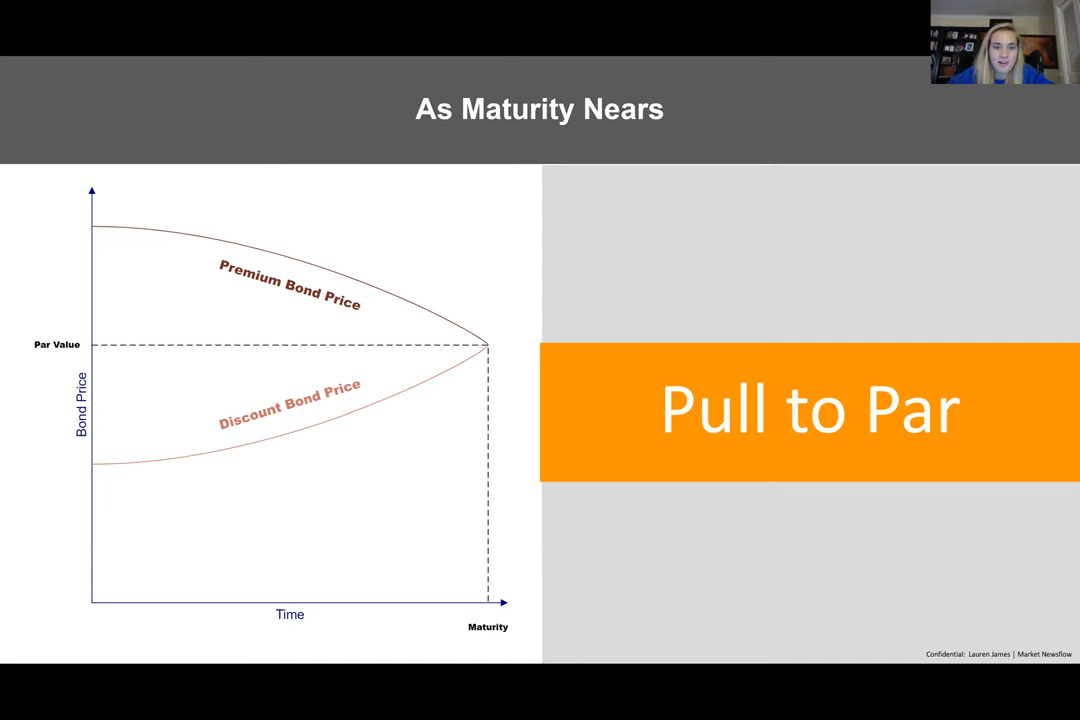 As Maturity Nears
Premium Bond Price
Par Value
Bond Price
Discount Bond Price
Time
Maturity
Pull to Par
Confidential: Lauren James | Market Newsflow